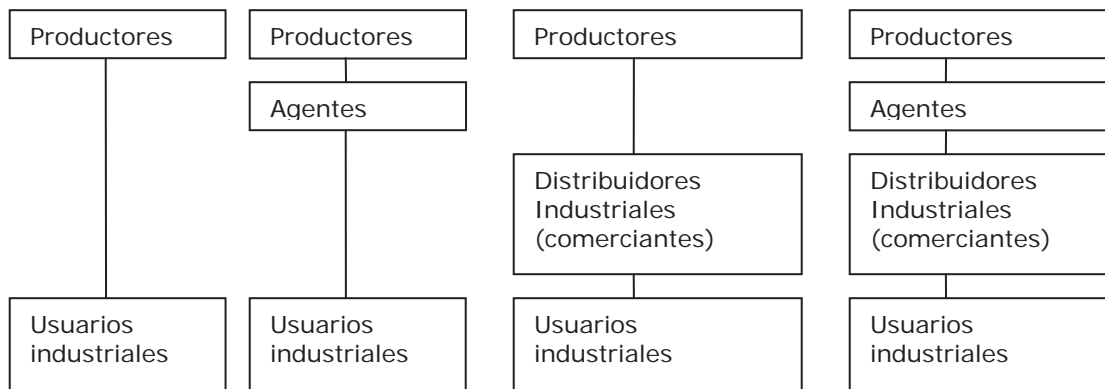 Productores
Productores
Productores
Productores
Agentes
Agentes
Distribuidores
Industriales
(comerciantes)
Distribuidores
Industriales
(comerciantes)
Usuarios
industriales
Usuarios
industriales
Usuarios
industriales
Usuarios
industriales